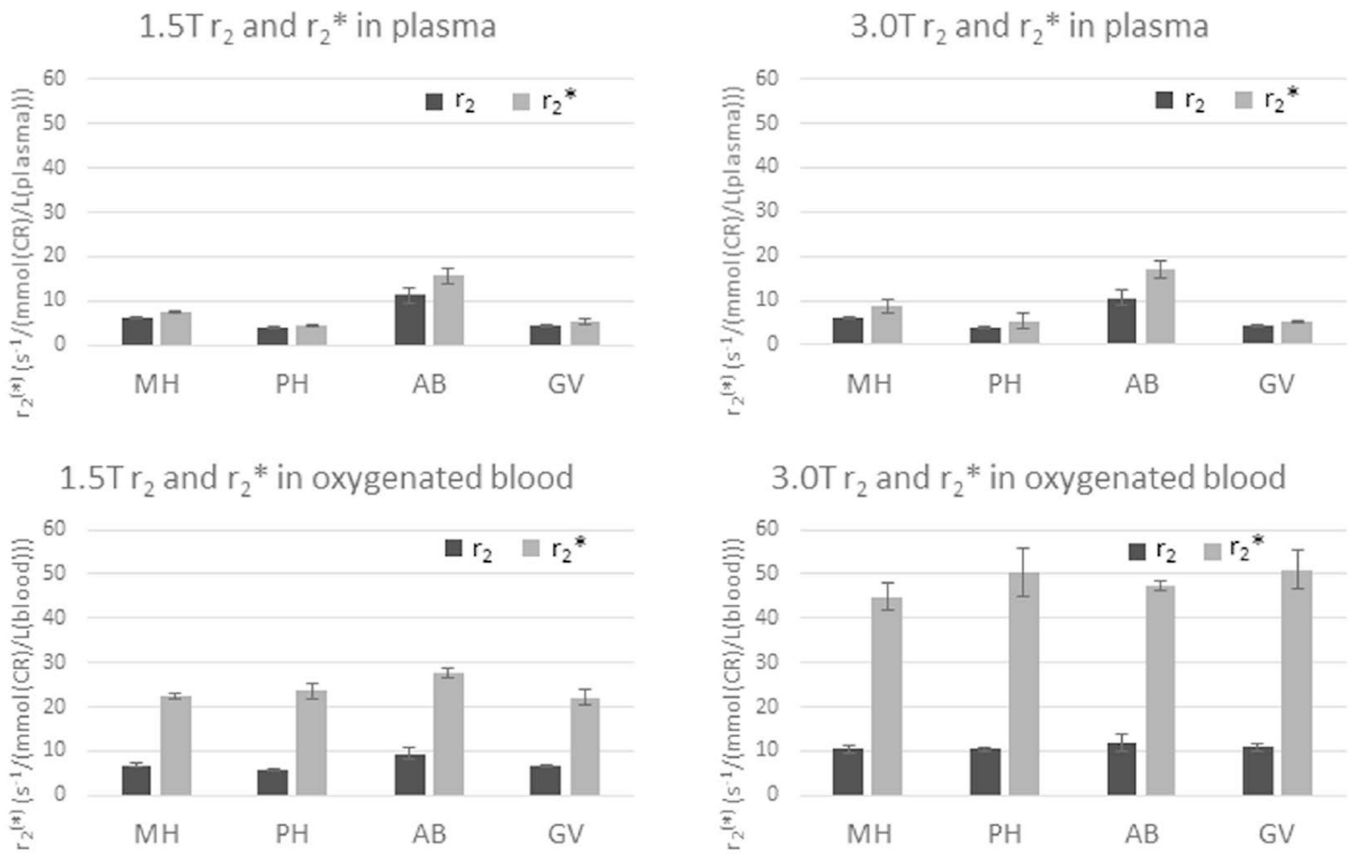 1.5T r₂ and r₂* in plasma
r₂⁽*⁾ (s⁻¹/(mmol(CR)/L(plasma)))
60
50
40
30
20
10
0
r₂ r₂*
MH PH AB GV
3.0T r₂ and r₂* in plasma
r₂⁽*⁾ (s⁻¹/(mmol(CR)/L(plasma)))
60
50
40
30
20
10
0
r₂ r₂*
MH PH AB GV
1.5T r₂ and r₂* in oxygenated blood
r₂⁽*⁾ (s⁻¹/(mmol(CR)/L(blood)))
60
50
40
30
20
10
0
r₂ r₂*
MH PH AB GV
3.0T r₂ and r₂* in oxygenated blood
r₂⁽*⁾ (s⁻¹/(mmol(CR)/L(blood)))
60
50
40
30
20
10
0
r₂ r₂*
MH PH AB GV